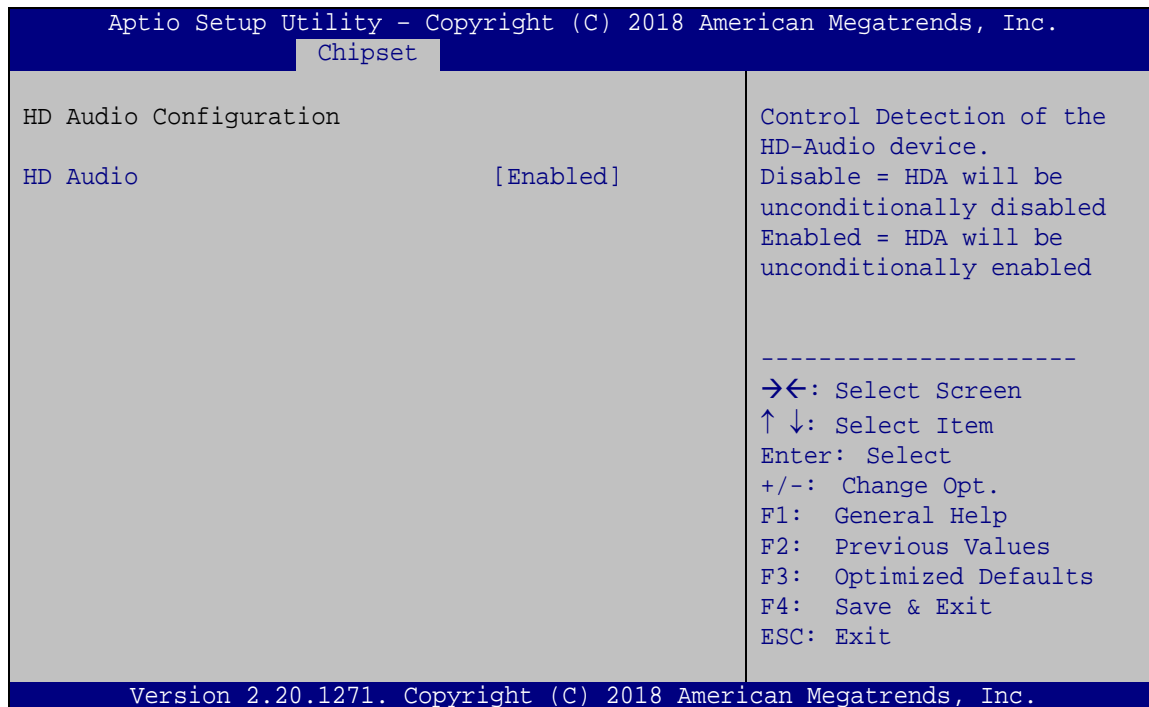 Aptio Setup Utility – Copyright (C) 2018 American Megatrends, Inc.
Chipset
HD Audio Configuration
HD Audio [Enabled]
Control Detection of the
HD-Audio device.
Disable = HDA will be
unconditionally disabled
Enabled = HDA will be
unconditionally enabled
----------------------
→←: Select Screen
↑ ↓: Select Item
Enter: Select
+/-: Change Opt.
F1: General Help
F2: Previous Values
F3: Optimized Defaults
F4: Save & Exit
ESC: Exit
Version 2.20.1271. Copyright (C) 2018 American Megatrends, Inc.